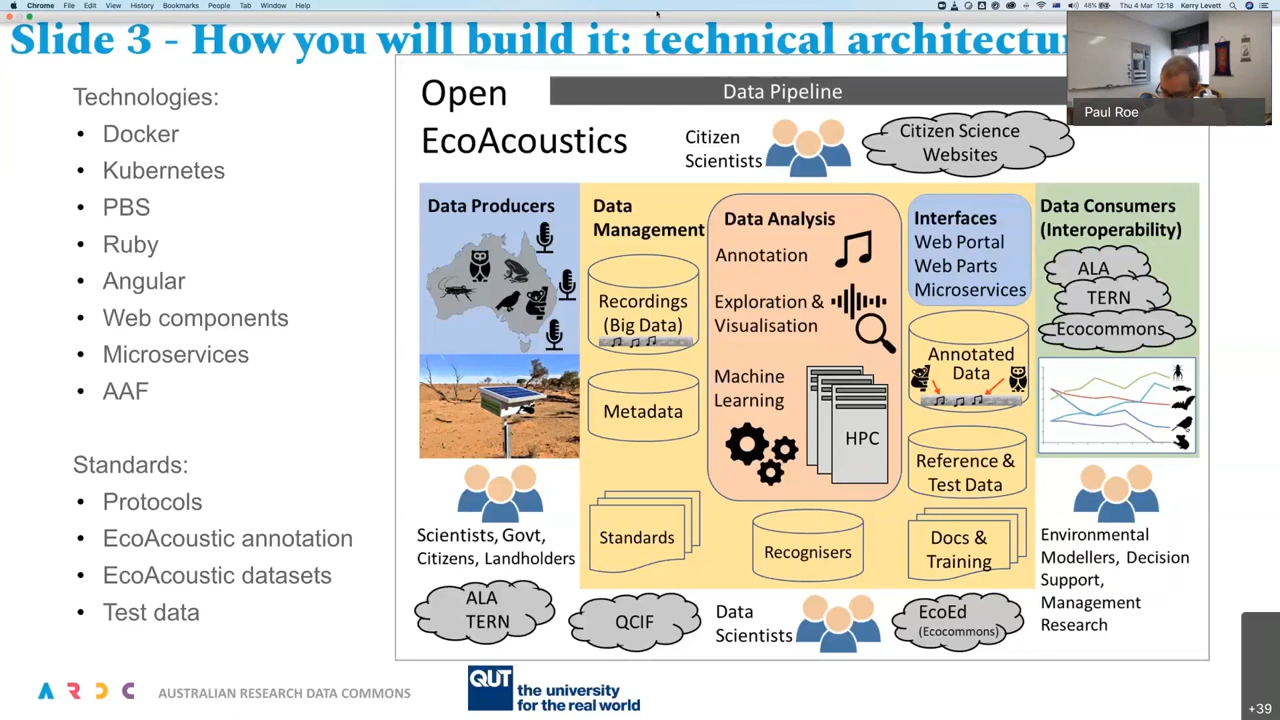 Chrome File Edit View History Bookmarks People Tab Window Help
48% Thu 4 Mar 12:18 Kerry Levett
Slide 3 - How you will build it: technical architectu
Paul Roe
Technologies:
• Docker
• Kubernetes
• PBS
• Ruby
• Angular
• Web components
• Microservices
• AAF
Standards:
• Protocols
• EcoAcoustic annotation
• EcoAcoustic datasets
• Test data
Open
EcoAcoustics
Data Pipeline
Citizen
Scientists
Citizen Science
Websites
Data Producers
Data
Management
Recordings
(Big Data)
Metadata
Standards
Data Analysis
Annotation
Exploration &
Visualisation
Machine
Learning
HPC
Recognisers
Interfaces
Web Portal
Web Parts
Microservices
Annotated
Data
Reference &
Test Data
Docs &
Training
Data Consumers
(Interoperability)
ALA
TERN
Ecocommons
Scientists, Govt,
Citizens, Landholders
Environmental
Modellers, Decision
Support,
Management
Research
ALA
TERN
QCIF
Data
Scientists
EcoEd
(Ecocommons)
ARDC AUSTRALIAN RESEARCH DATA COMMONS
QUT
the university
for the real world
+39